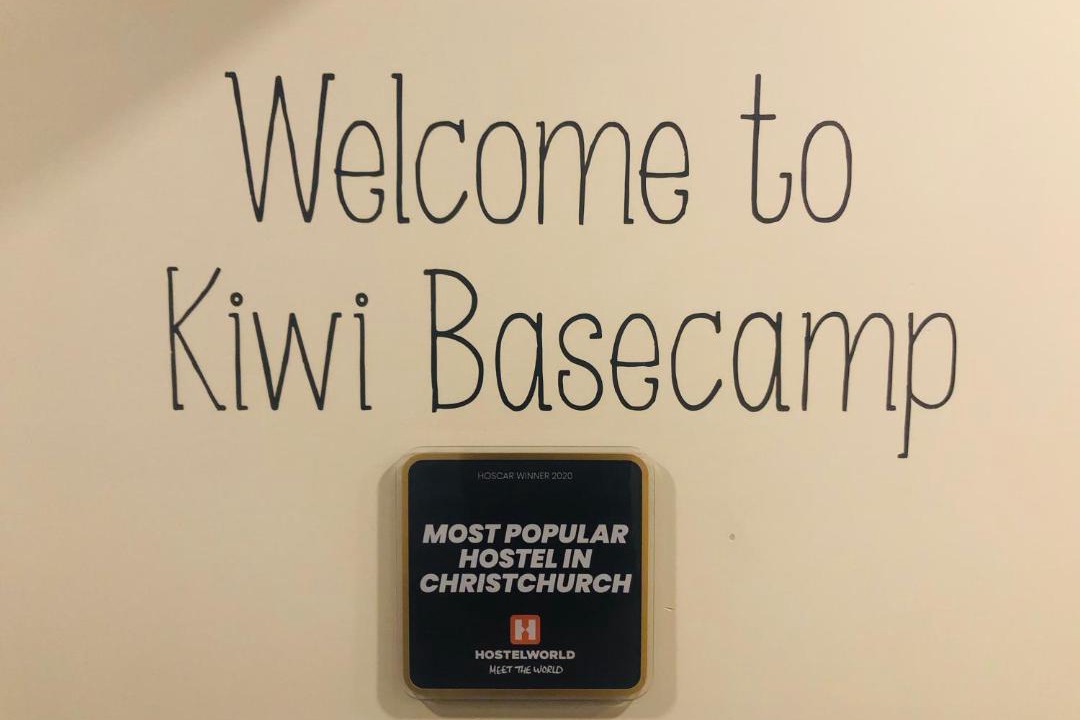 Welcome to
Kiwi Basecamp
HOSCAR WINNER 2020
MOST POPULAR
HOSTEL IN
CHRISTCHURCH
H
HOSTELWORLD
MEET THE WORLD